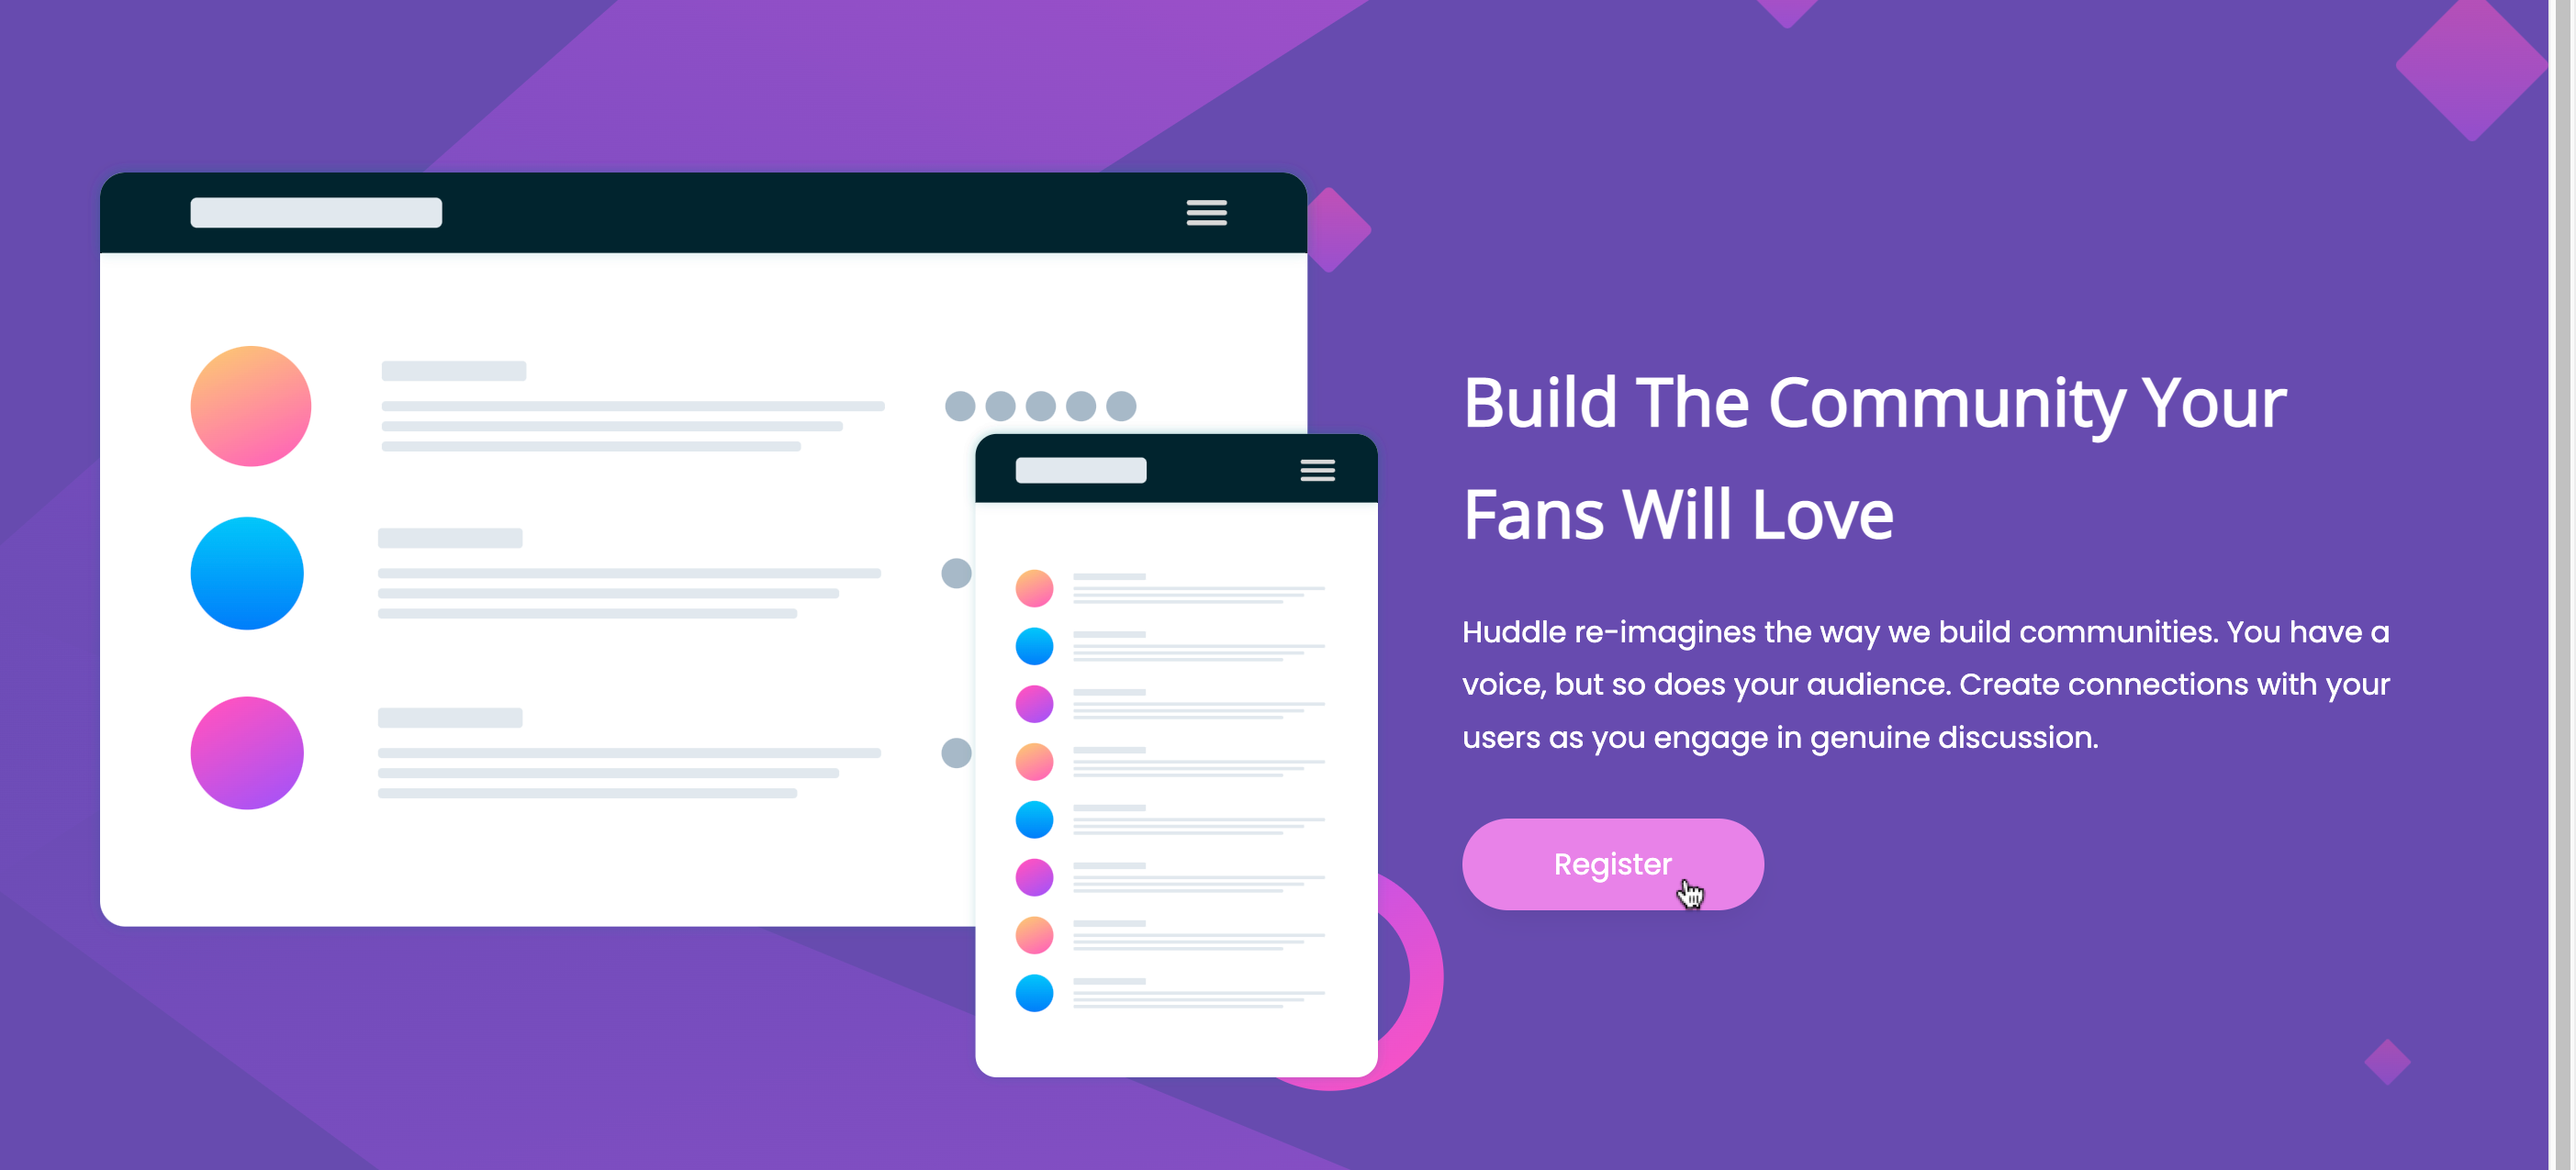 Build The Community Your
Fans Will Love
Huddle re-imagines the way we build communities. You have a
voice, but so does your audience. Create connections with your
users as you engage in genuine discussion.
Register